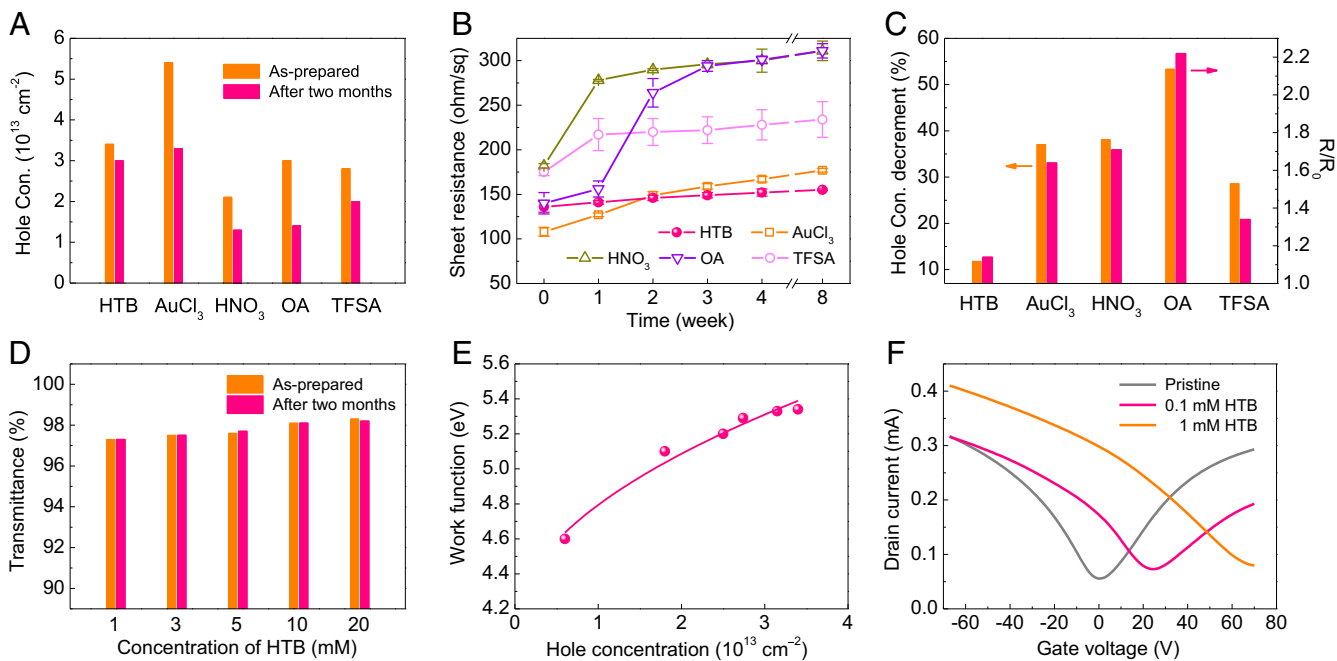 A
Hole Con. (10¹³ cm⁻²)
6
5
4
3
2
1
0
As-prepared
After two months
HTB AuCl₃ HNO₃ OA TFSA
B
Sheet resistance (ohm/sq)
300
250
200
150
100
50
HTB AuCl₃
HNO₃ OA TFSA
0 1 2 3 4 8
Time (week)
C
Hole Con. decrement (%)
60
50
40
30
20
10
2.2
2.0
1.8
1.6
1.4
1.2
1.0
R/R₀
HTB AuCl₃ HNO₃ OA TFSA
D
Transmittance (%)
100
98
96
94
92
90
As-prepared
After two months
1 3 5 10 20
Concentration of HTB (mM)
E
Work function (eV)
5.6
5.4
5.2
5.0
4.8
4.6
4.4
4.2
0 1 2 3 4
Hole concentration (10¹³ cm⁻²)
F
Drain current (mA)
0.4
0.3
0.2
0.1
0.0
Pristine
0.1 mM HTB
1 mM HTB
-60 -40 -20 0 20 40 60 80
Gate voltage (V)